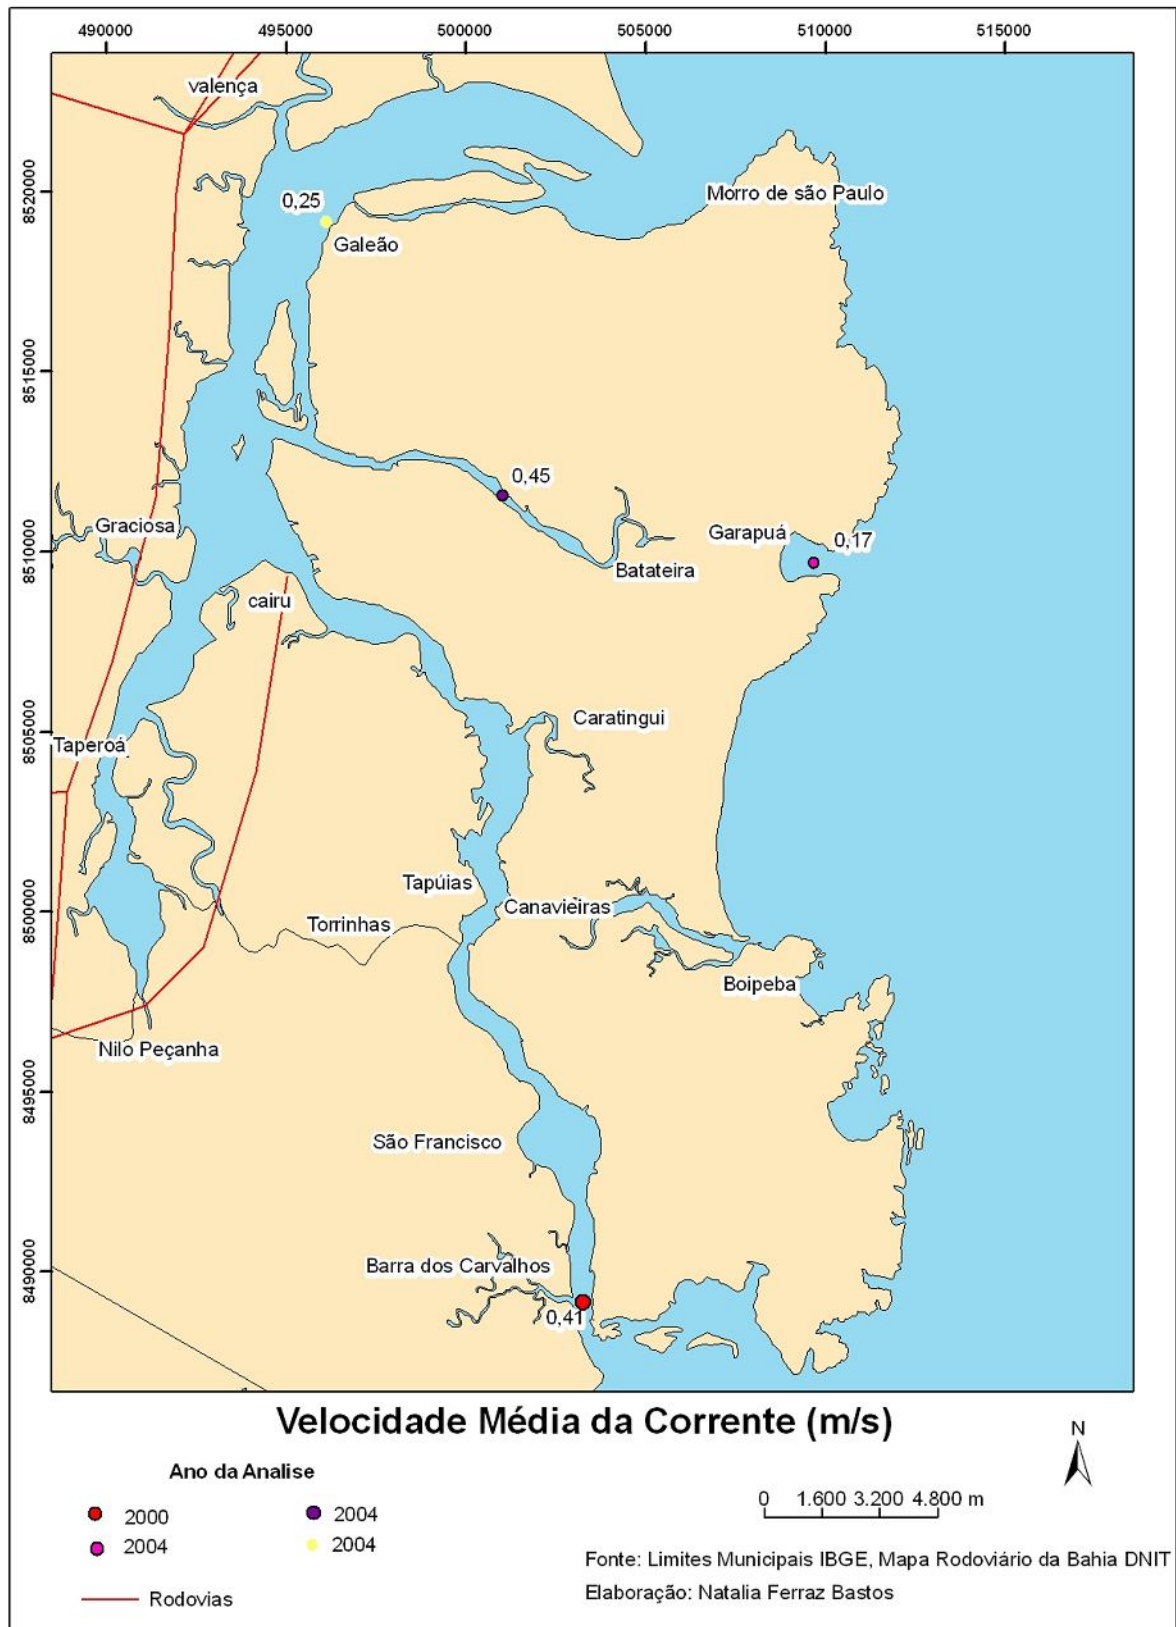 490000
495000
500000
505000
510000
515000
8520000
8515000
8510000
8505000
8500000
8495000
8490000
valença
Morro de são Paulo
0,25
Galeão
0,45
Graciosa
Garapuá
0,17
Batateira
cairu
Caratingui
Taperoá
Tapúias
Canavieiras
Torrinhas
Boipeba
Nilo Peçanha
São Francisco
Barra dos Carvalhos
0,41
Velocidade Média da Corrente (m/s)
N
Ano da Analise
2000
2004
2004
2004
Rodovias
0 1.600 3.200 4.800 m
Fonte: Limites Municipais IBGE, Mapa Rodoviário da Bahia DNIT
Elaboração: Natalia Ferraz Bastos